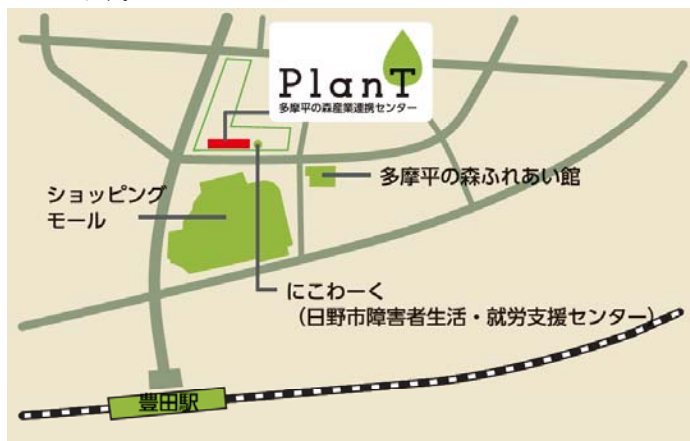 PlanT
多摩平の森産業連携センター
多摩平の森ふれあい館
ショッピング
モール
にこわーく
（日野市障害者生活・就労支援センター）
豊田駅